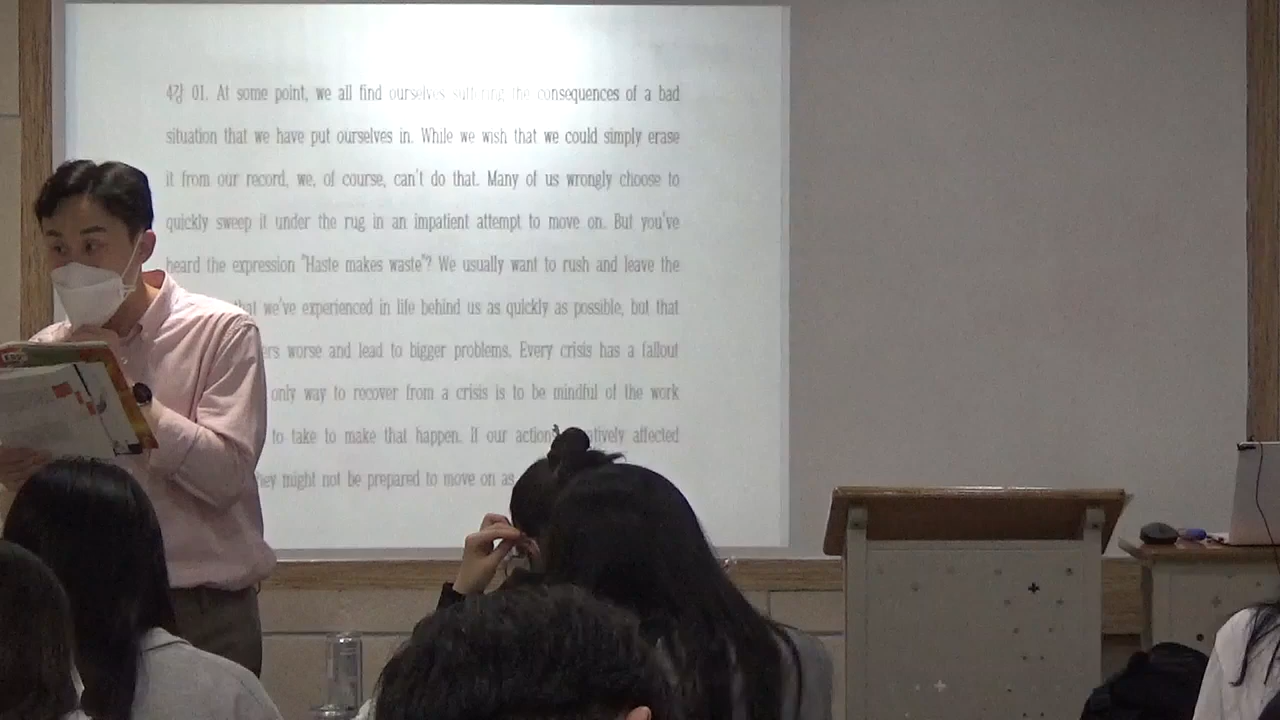 4강 01. At some point, we all find ourselves suffering the consequences of a bad
situation that we have put ourselves in. While we wish that we could simply erase
it from our record, we, of course, can't do that. Many of us wrongly choose to
quickly sweep it under the rug in an impatient attempt to move on. But you've
heard the expression "Haste makes waste"? We usually want to rush and leave the
we've experienced in life behind us as quickly as possible, but that
worse and lead to bigger problems. Every crisis has a fallout
only way to recover from a crisis is to be mindful of the work
to take to make that happen. If our affected
might not be prepared to move on as